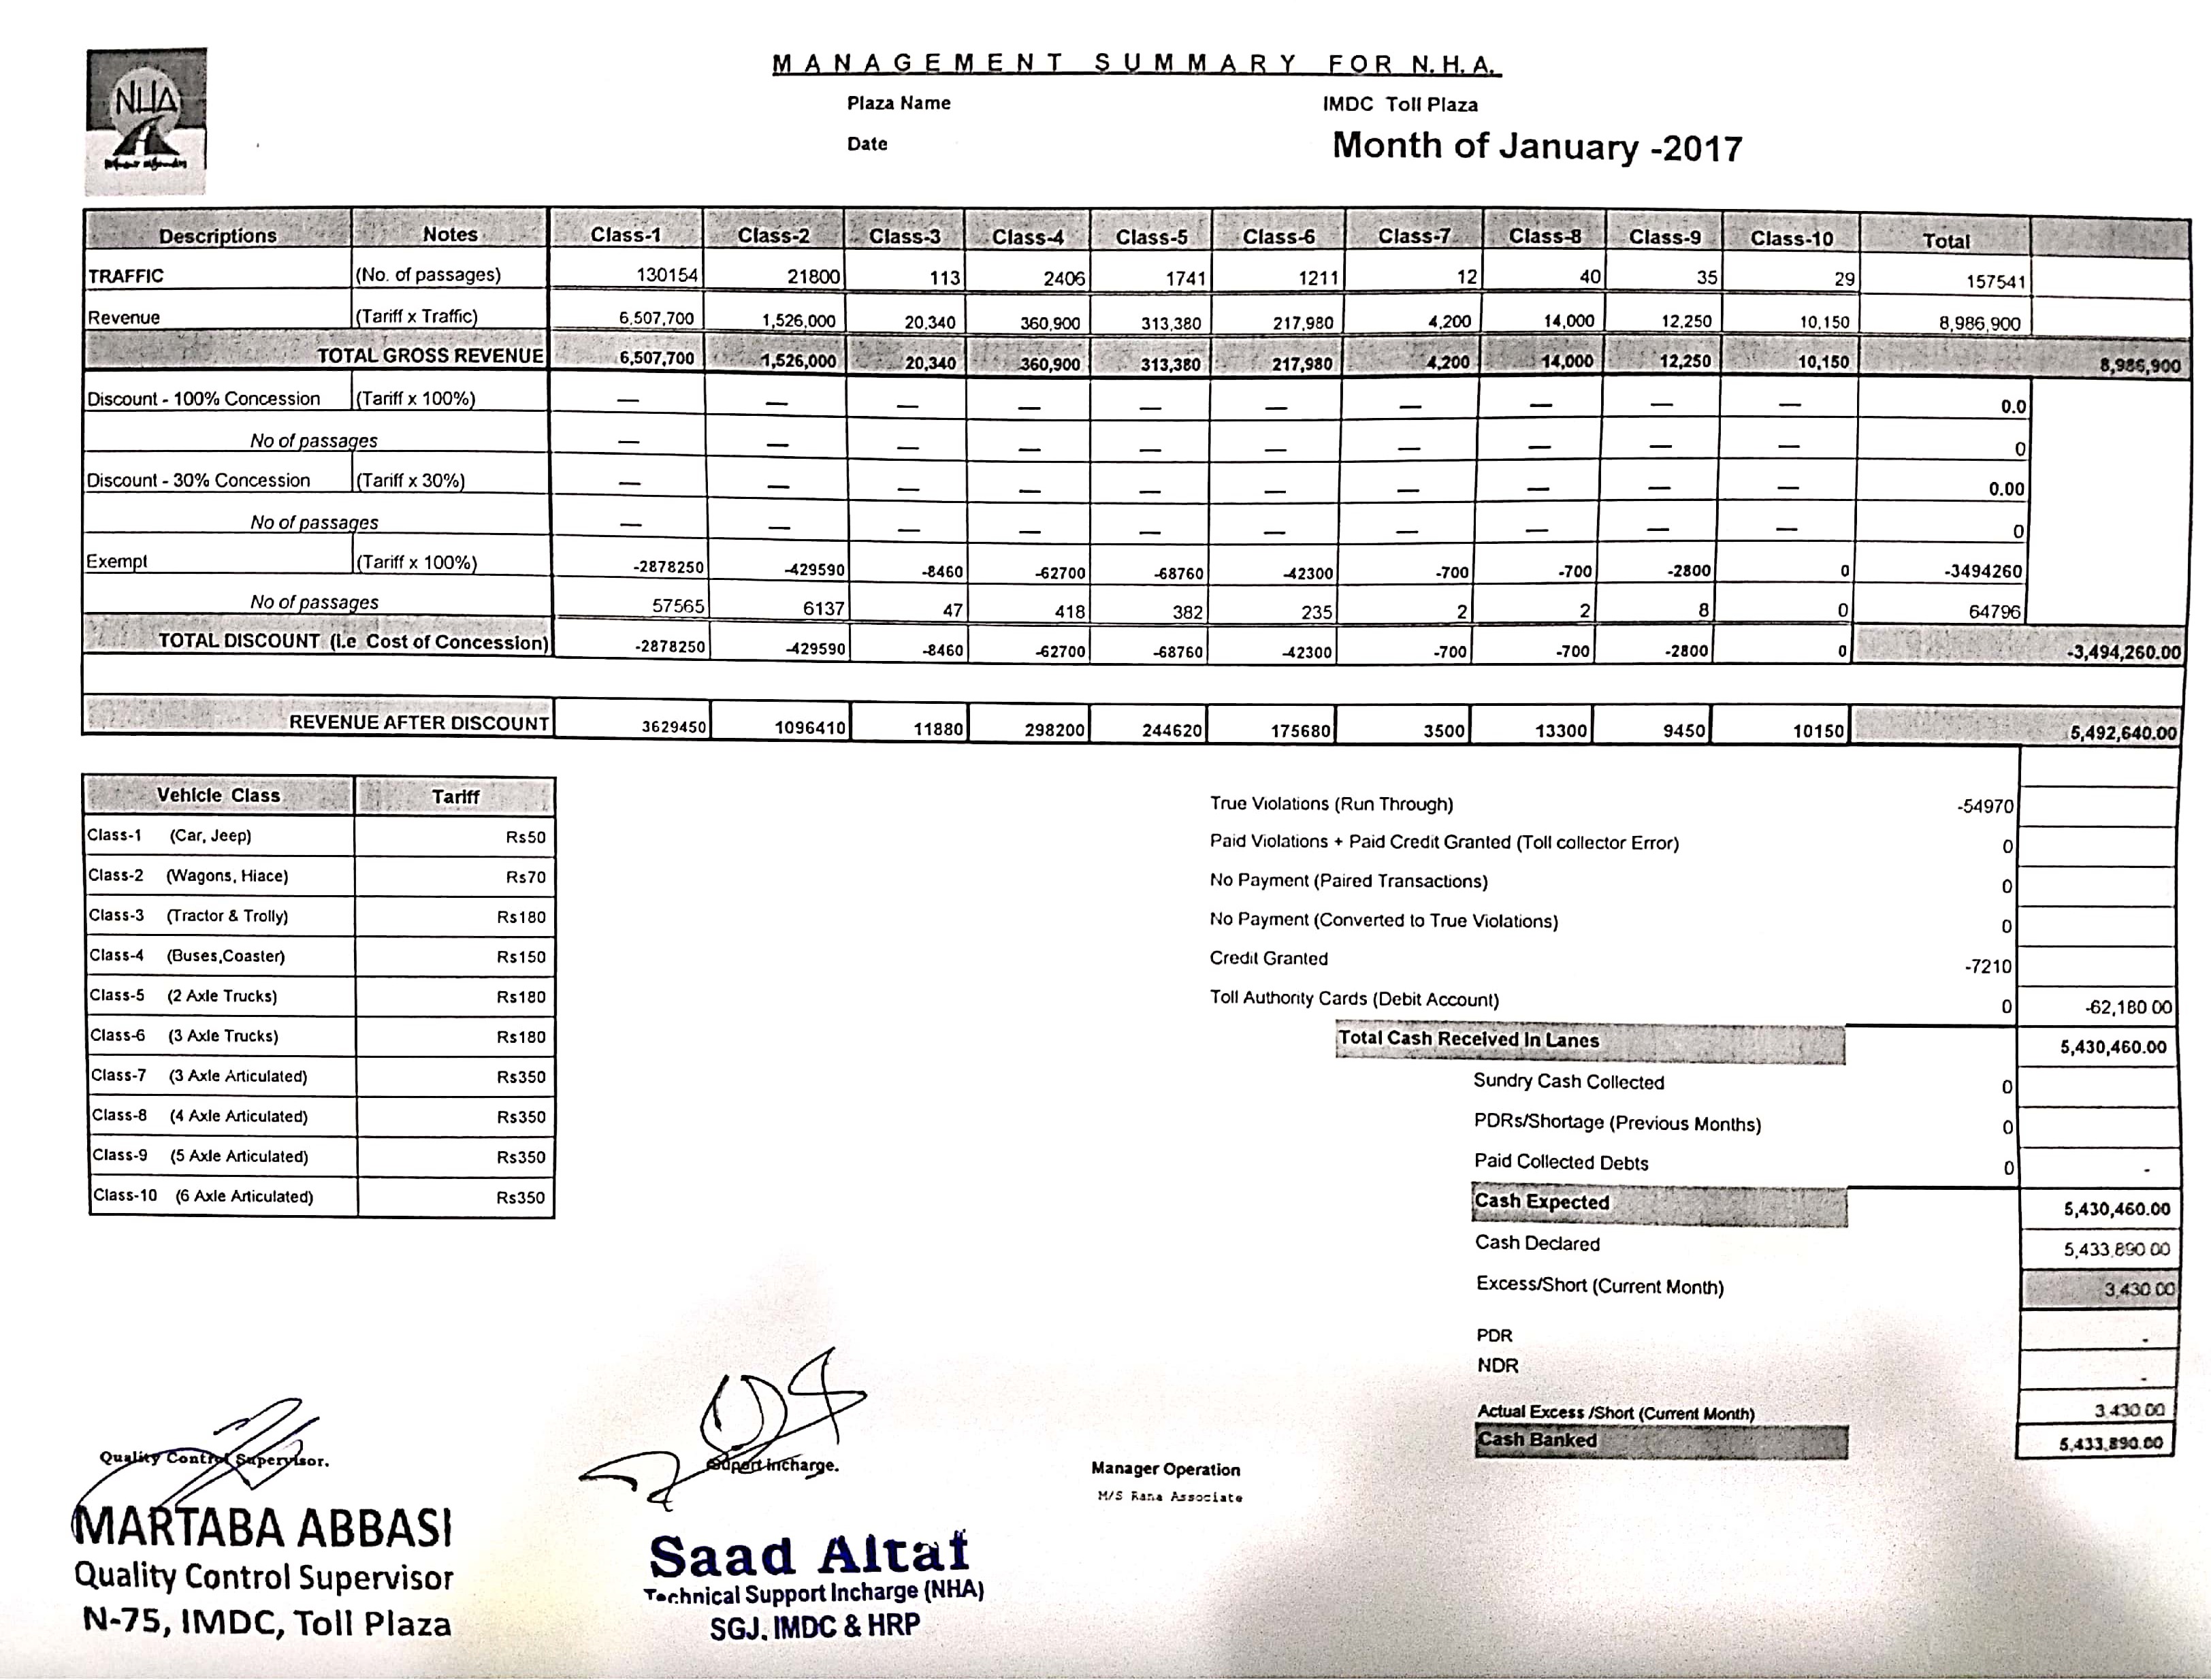 NHA
MANAGEMENT SUMMARY FOR N.H.A.
Plaza Name IMDC Toll Plaza
Date Month of January -2017
Descriptions Notes Class-1 Class-2 Class-3 Class-4 Class-5 Class-6 Class-7 Class-8 Class-9 Class-10 Total
TRAFFIC (No. of passages) 130154 21800 113 2406 1741 1211 12 40 35 29 157541
Revenue (Tariff x Traffic) 6,507,700 1,526,000 20,340 360,900 313,380 217,980 4,200 14,000 12,250 10,150 8,986,900
TOTAL GROSS REVENUE 6,507,700 1,526,000 20,340 360,900 313,380 217,980 4,200 14,000 12,250 10,150 8,986,900
Discount - 100% Concession (Tariff x 100%) — — — — — — — — — — 0.0
No of passages — — — — — — — — — — 0
Discount - 30% Concession (Tariff x 30%) — — — — — — — — — — 0.00
No of passages — — — — — — — — — — 0
Exempt (Tariff x 100%) -2878250 -429590 -8460 -62700 -68760 -42300 -700 -700 -2800 0 -3494260
No of passages 57565 6137 47 418 382 235 2 2 8 0 64796
TOTAL DISCOUNT (i.e Cost of Concession) -2878250 -429590 -8460 -62700 -68760 -42300 -700 -700 -2800 0 -3,494,260.00
REVENUE AFTER DISCOUNT 3629450 1096410 11880 298200 244620 175680 3500 13300 9450 10150 5,492,640.00
Vehicle Class Tariff
Class-1 (Car, Jeep) Rs50
Class-2 (Wagons, Hiace) Rs70
Class-3 (Tractor & Trolly) Rs180
Class-4 (Buses,Coaster) Rs150
Class-5 (2 Axle Trucks) Rs180
Class-6 (3 Axle Trucks) Rs180
Class-7 (3 Axle Articulated) Rs350
Class-8 (4 Axle Articulated) Rs350
Class-9 (5 Axle Articulated) Rs350
Class-10 (6 Axle Articulated) Rs350
True Violations (Run Through) -54970
Paid Violations + Paid Credit Granted (Toll collector Error) 0
No Payment (Paired Transactions) 0
No Payment (Converted to True Violations) 0
Credit Granted -7210
Toll Authority Cards (Debit Account) 0 -62,180 00
Total Cash Received In Lanes 5,430,460.00
Sundry Cash Collected 0
PDRs/Shortage (Previous Months) 0
Paid Collected Debts 0 -
Cash Expected 5,430,460.00
Cash Declared 5,433,890 00
Excess/Short (Current Month) 3,430 00
PDR -
NDR -
Actual Excess /Short (Current Month) 3 430 00
Cash Banked 5,433,890.00
Quality Control Supervisor.
MARTABA ABBASI
Quality Control Supervisor
N-75, IMDC, Toll Plaza
Suport Incharge.
Saad Altaf
Technical Support Incharge (NHA)
SGJ, IMDC & HRP
Manager Operation
M/S Rana Associate